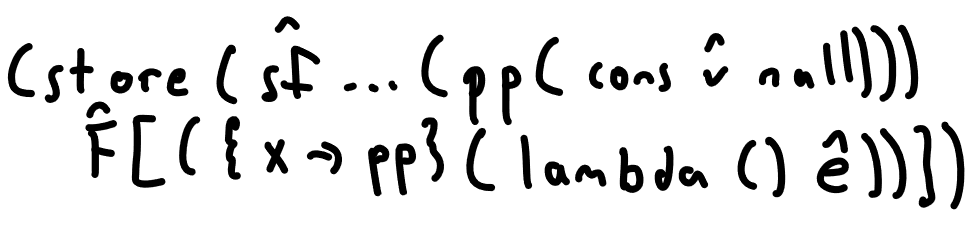 (store (ŝf ... (pp (cons v̂ null)))
F̂[({x → pp} (lambda () ê))])